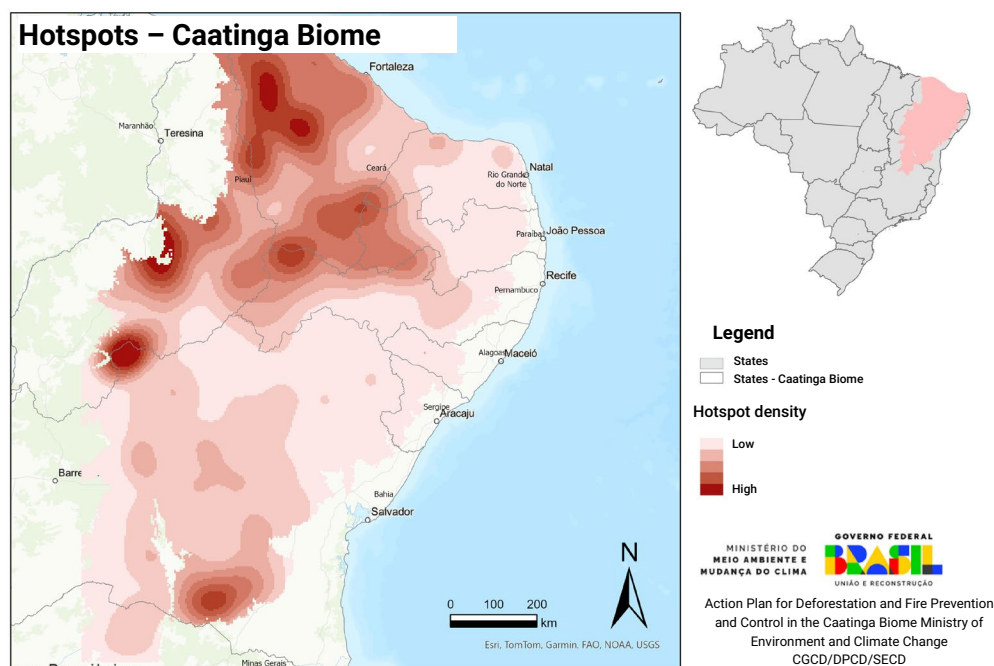 Hotspots – Caatinga Biome
Fortaleza
Maranhão
Teresina
Ceará
Piauí
Natal
Rio Grande
do Norte
Paraíba
João Pessoa
Recife
Pernambuco
Alagoas
Maceió
Sergipe
Aracaju
Barre
Bahia
Salvador
Minas Gerais
N
0 100 200
km
Esri, TomTom, Garmin, FAO, NOAA, USGS
Legend
States
States - Caatinga Biome
Hotspot density
Low
High
MINISTÉRIO DO
MEIO AMBIENTE E
MUDANÇA DO CLIMA
GOVERNO FEDERAL
BRASIL
UNIÃO E RECONSTRUÇÃO
Action Plan for Deforestation and Fire Prevention
and Control in the Caatinga Biome Ministry of
Environment and Climate Change
CGCD/DPCD/SECD